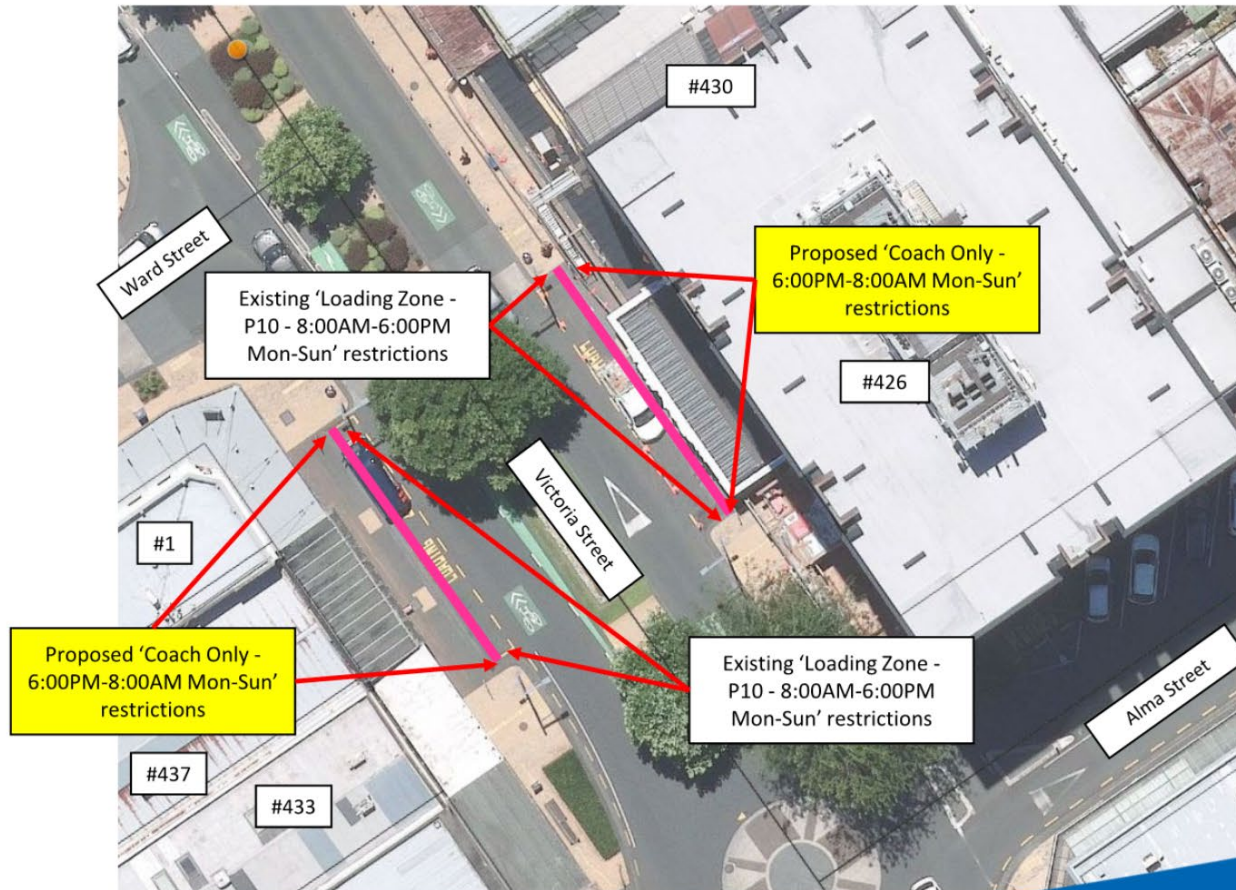 #430
Ward Street
Proposed ‘Coach Only -
6:00PM-8:00AM Mon-Sun’
restrictions
Existing ‘Loading Zone -
P10 - 8:00AM-6:00PM
Mon-Sun’ restrictions
#426
Victoria Street
#1
Proposed ‘Coach Only -
6:00PM-8:00AM Mon-Sun’
restrictions
Existing ‘Loading Zone -
P10 - 8:00AM-6:00PM
Mon-Sun’ restrictions
Alma Street
#437
#433
LOADING